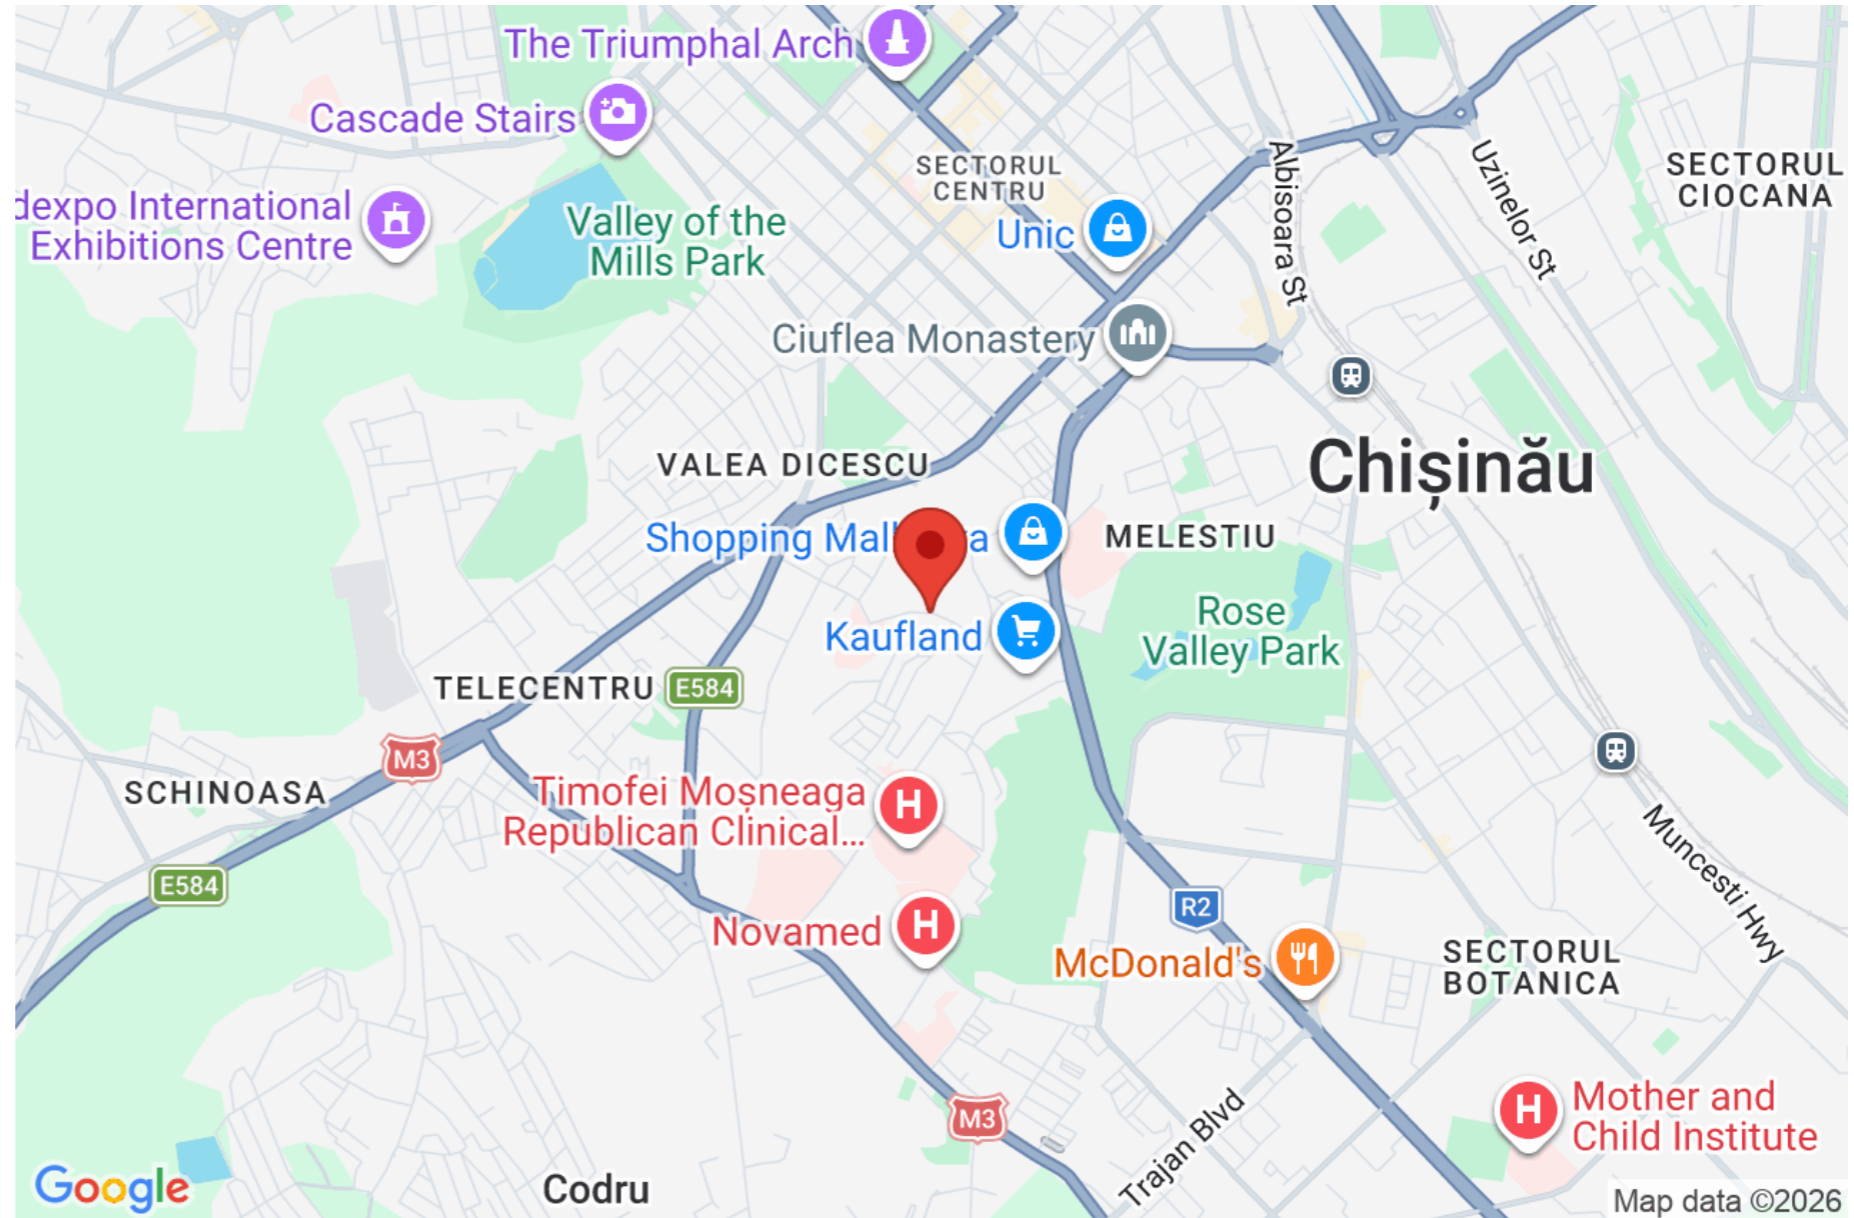 The Triumphal Arch
Cascade Stairs
dexpo International
Exhibitions Centre
Valley of the
Mills Park
SECTORUL
CENTRU
Unic
Albisoara St
Uzinelor St
SECTORUL
CIOCANA
Ciuflea Monastery
Chișinău
VALEA DICESCU
Shopping Mall
MELESTIU
Rose
Valley Park
Kaufland
TELECENTRU
E584
M3
SCHINOASA
Timofei Moșneaga
Republican Clinical...
E584
Novamed
R2
McDonald's
SECTORUL
BOTANICA
Muncesti Hwy
M3
Trajan Blvd
Mother and
Child Institute
Codru
Google
Map data ©2026